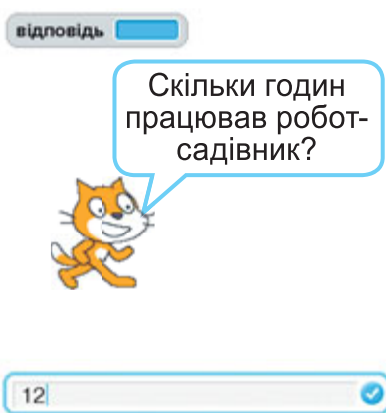 відповідь
Скільки годин
працював робот-
садівник?
12